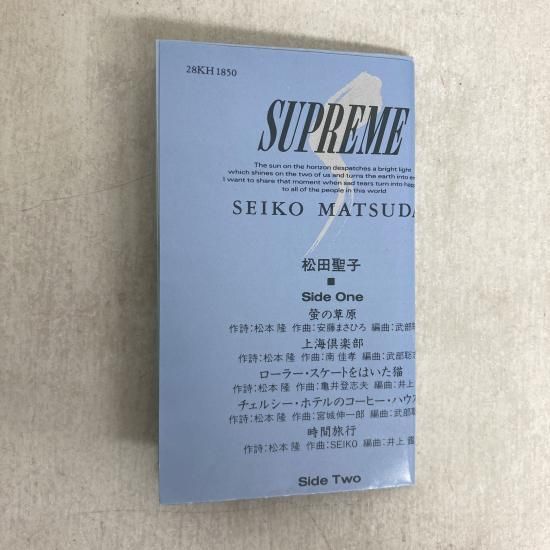 28KH1850
SUPREME
The sun on the horizon despatches a bright light
which shines on the two of us and turns the earth into
I want to share that moment when sad tears turn into
to all of the people in this world
SEIKO MATSUDA
松田聖子
■
Side One
螢の草原
作詩:松本 隆 作曲:安藤まさひろ 編曲:武部
上海倶楽部
作詩:松本 隆 作曲:南 佳孝 編曲:武部聡
ローラー・スケートをはいた猫
作詩:松本 隆 作曲:亀井登志夫 編曲:井上
チェルシー・ホテルのコーヒー・ハウス
作詩:松本 隆 作曲:宮城伸一郎 編曲:武部
時間旅行
作詩:松本 隆 作曲:SEIKO 編曲:井上 鑑
Side Two